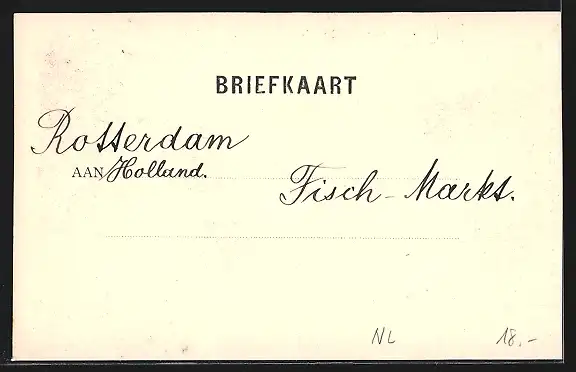 BRIEFKAART
Rotterdam
AAN Holland.
Fisch-Markt.
NL 18.-